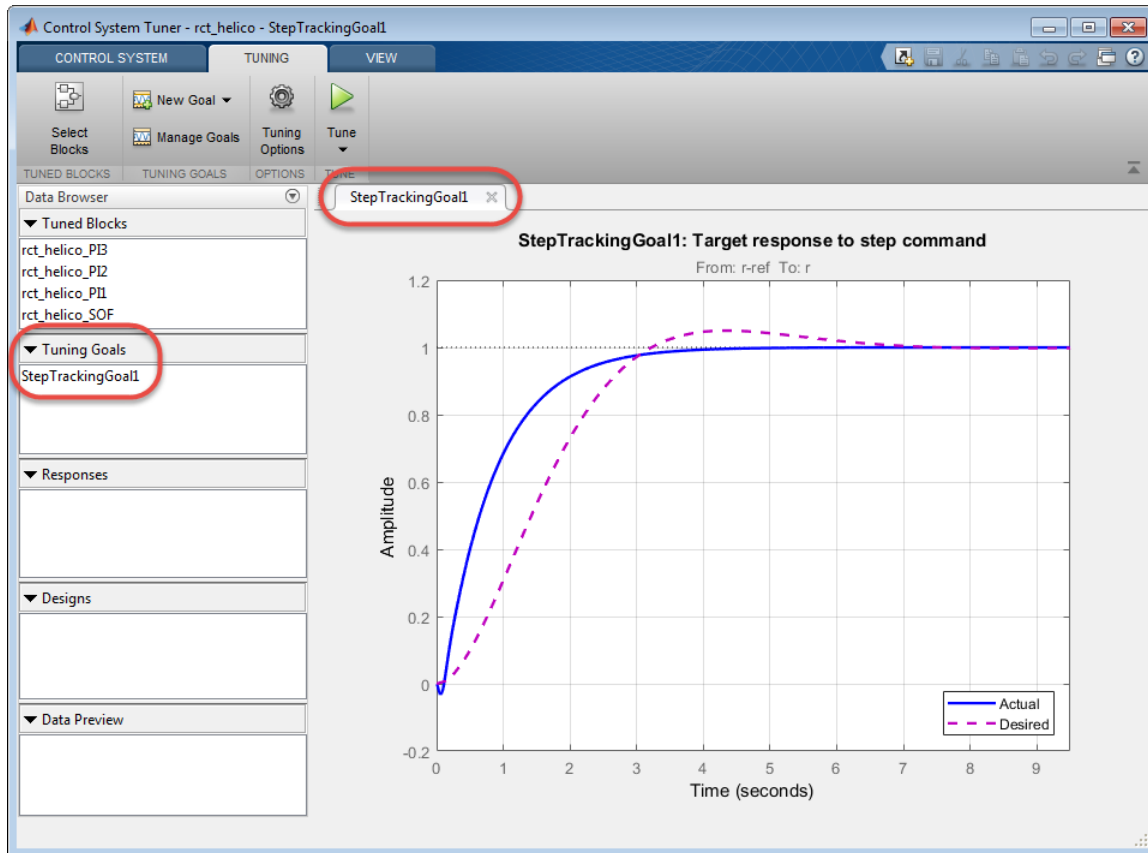 Control System Tuner - rct_helico - StepTrackingGoal1
CONTROL SYSTEM TUNING VIEW
Select Blocks
New Goal
Manage Goals
Tuning Options
Tune
TUNED BLOCKS TUNING GOALS OPTIONS TUNE
Data Browser
Tuned Blocks
rct_helico_PI3
rct_helico_PI2
rct_helico_PI1
rct_helico_SOF
Tuning Goals
StepTrackingGoal1
Responses
Designs
Data Preview
StepTrackingGoal1
StepTrackingGoal1: Target response to step command
From: r-ref To: r
Amplitude
1.2
1
0.8
0.6
0.4
0.2
0
-0.2
0 1 2 3 4 5 6 7 8 9
Time (seconds)
Actual
Desired